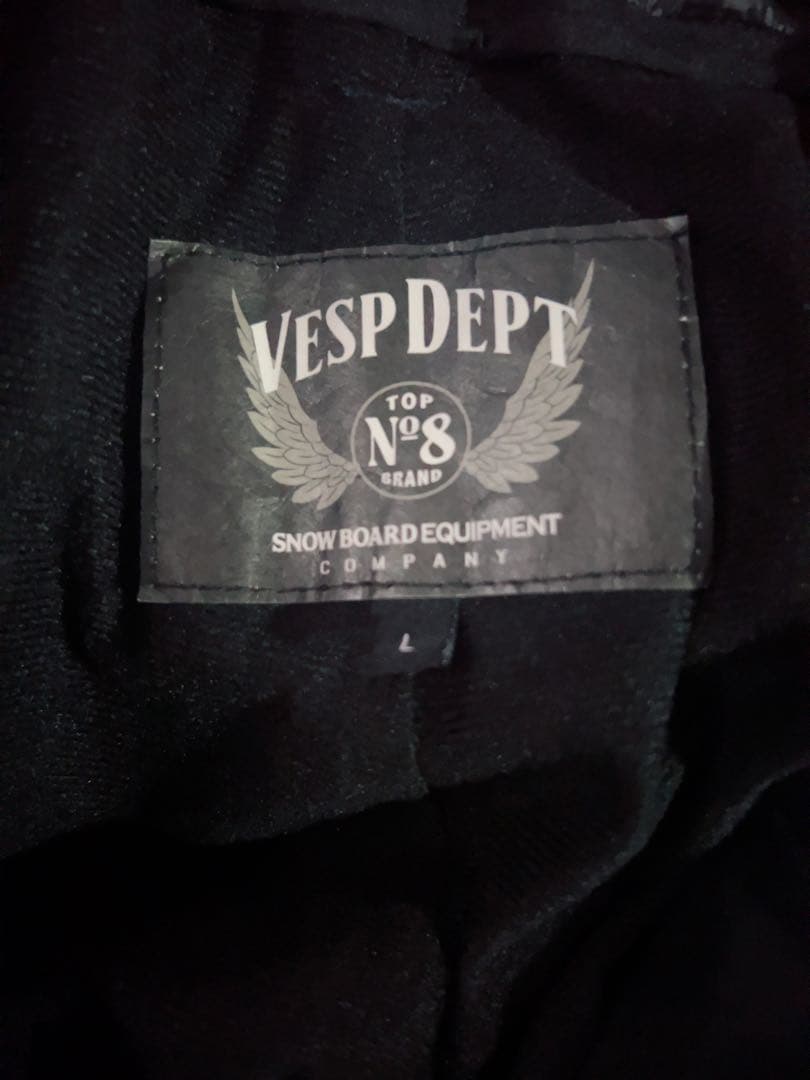 VESP DEPT
TOP
Nº8
BRAND
SNOW BOARD EQUIPMENT
COMPANY
L